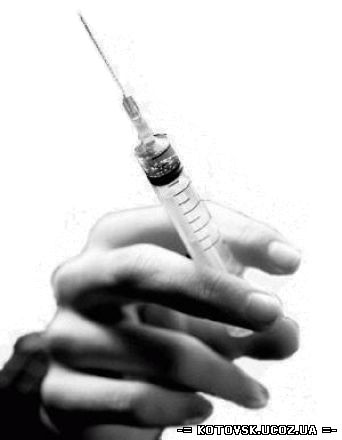 -= KOTOVSK.UCOZ.UA =-